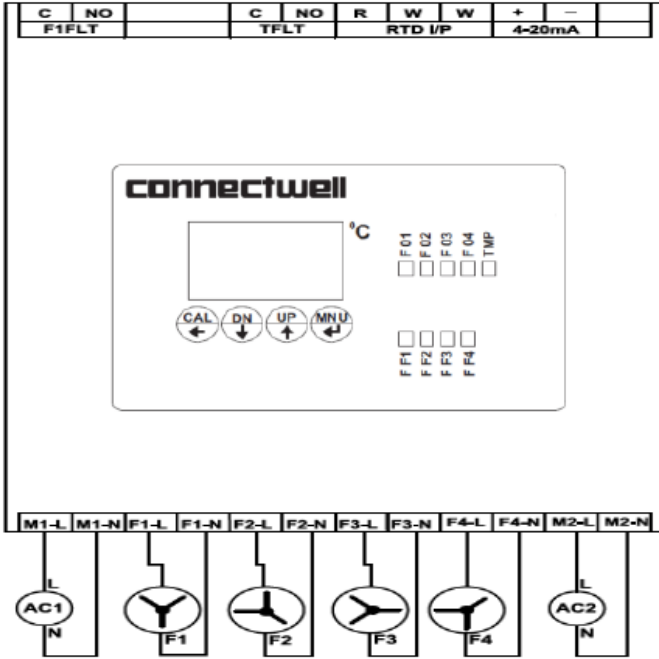 C NO C NO R W W + −
F1FLT TFLT RTD I/P 4-20mA
connectwell
°C
F 01 F 02 F 03 F 04 TMP
CAL DN UP MNU
F F1 F F2 F F3 F F4
M1-L M1-N F1-L F1-N F2-L F2-N F3-L F3-N F4-L F4-N M2-L M2-N
L L
AC1 AC2
N F1 F2 F3 F4 N